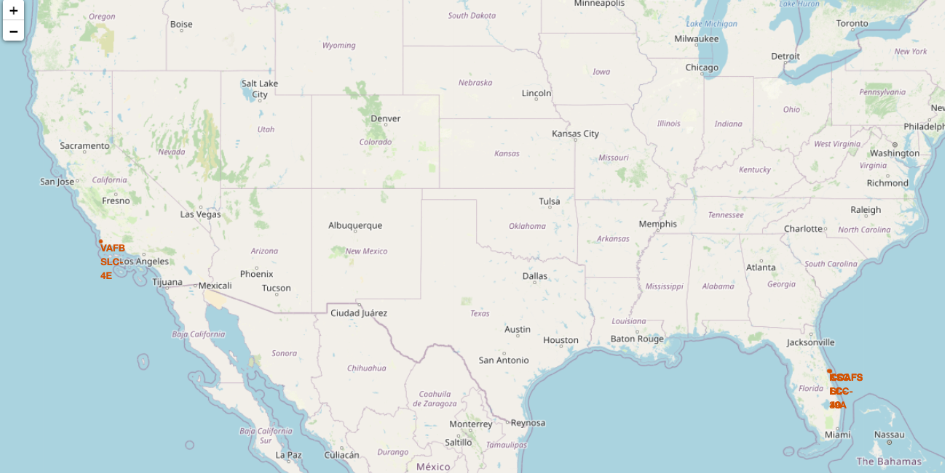 +
−
Oregon
Boise
South Dakota
Minneapolis
Lake Michigan
Lake Huron
Toronto
Wyoming
Milwaukee
Detroit
New York
Salt Lake
City
Nebraska
Iowa
Chicago
Lincoln
Pennsylvania
Utah
Denver
Colorado
Illinois
Indiana
Ohio
Philadelph
Sacramento
Nevada
Kansas City
Kansas
Missouri
West Virginia
Washington
Virginia
San Jose
California
Fresno
Kentucky
Richmond
Las Vegas
Tulsa
Albuquerque
Oklahoma
Memphis
Tennessee
Raleigh
Charlotte
North Carolina
VAFB
SLC-
4E
Los Angeles
Arizona
New Mexico
Arkansas
Phoenix
Atlanta
South Carolina
Tijuana
Mexicali
Tucson
Dallas
Mississippi
Alabama
Georgia
Ciudad Juárez
Texas
Louisiana
Baja California
Sonora
Austin
Houston
Baton Rouge
Jacksonville
San Antonio
Chihuahua
Florida
Coahuila
de Zaragoza
Baja California
Sur
Monterrey
Reynosa
Miami
Nassau
Saltillo
Tamaulipas
La Paz
Culiacán
Durango
México
The Bahamas